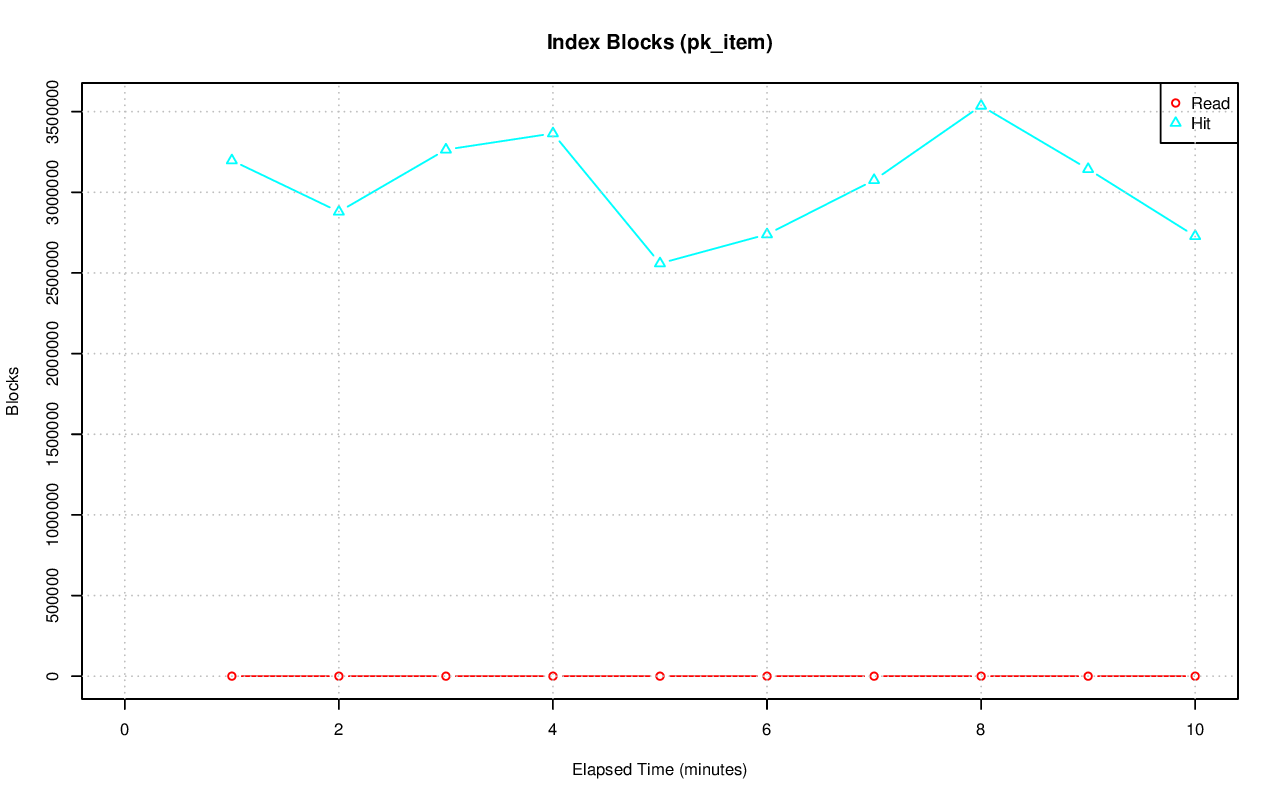 Index Blocks (pk_item)
Read
Hit
Blocks
3500000
3000000
2500000
2000000
1500000
1000000
500000
0
0 2 4 6 8 10
Elapsed Time (minutes)